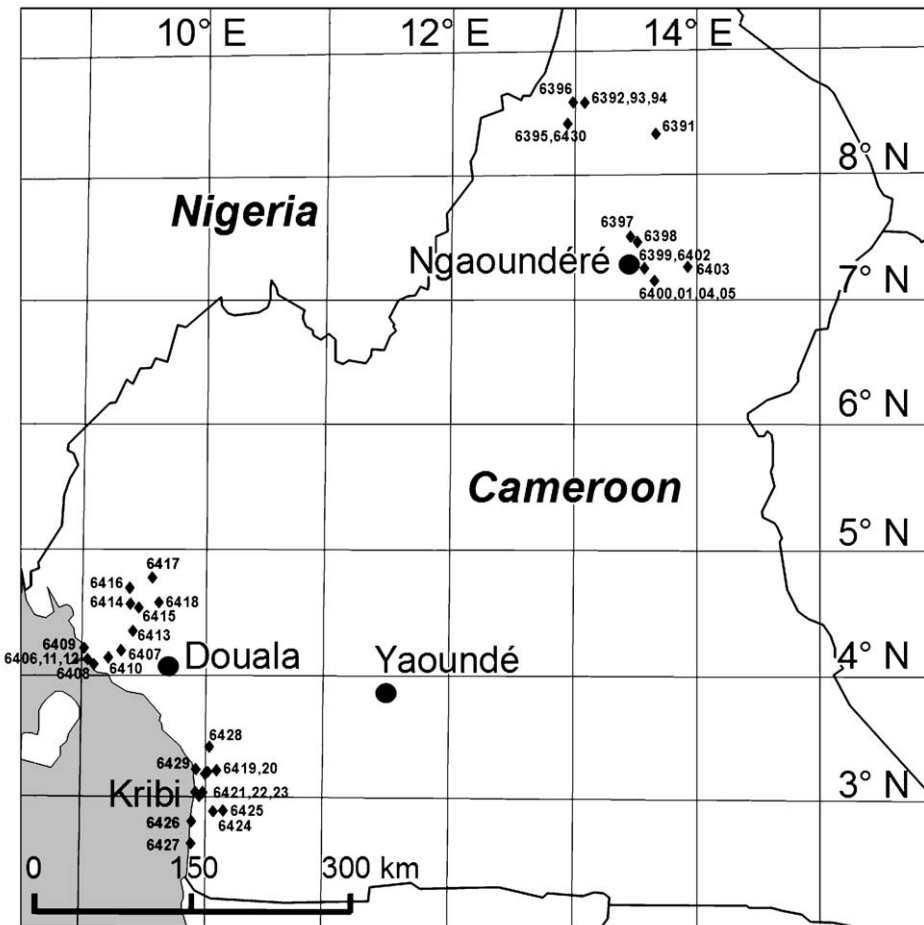 10° E 12° E 14° E
6396
6392,93,94
6395,6430
6391
8° N
Nigeria
6397
6398
Ngaoundéré
6399,6402
6403
7° N
6400,01,04,05
6° N
Cameroon
5° N
6417
6416
6414
6418
6415
6413
6409
6407
6406,11,12
6410
6408
Douala
Yaoundé
4° N
6428
6429
6419,20
Kribi
6421,22,23
3° N
6425
6426
6424
6427
0 150 300 km